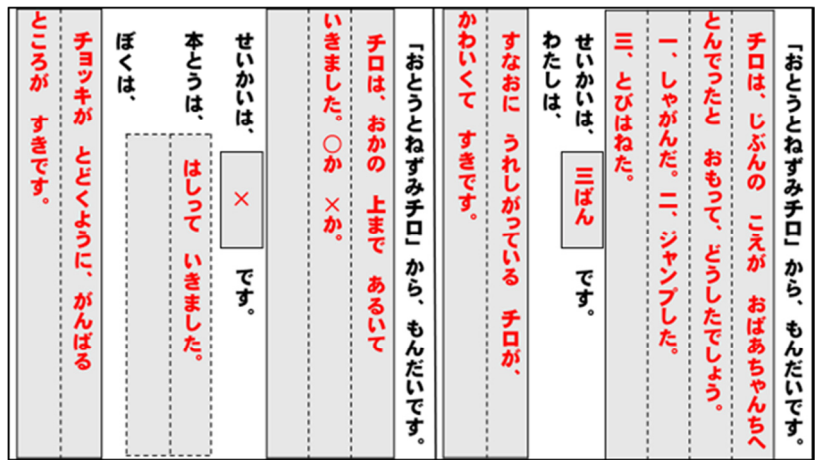 「おとうとねずみチロ」から、もんだいです。
チロは、じぶんの こえが おばあちゃんちへ
とんでったと おもって、どうしたでしょう。
一、しゃがんだ。二、ジャンプした。
三、とびはねた。
せいかいは、 三ばん です。
わたしは、
すなおに うれしがっている チロが、
かわいくて すきです。
「おとうとねずみチロ」から、もんだいです。
チロは、おかの 上まで あるいて
いきました。○か ×か。
せいかいは、 × です。
本とうは、 はしって いきました。
ぼくは、
チョッキが とどくように、がんばる
ところが すきです。